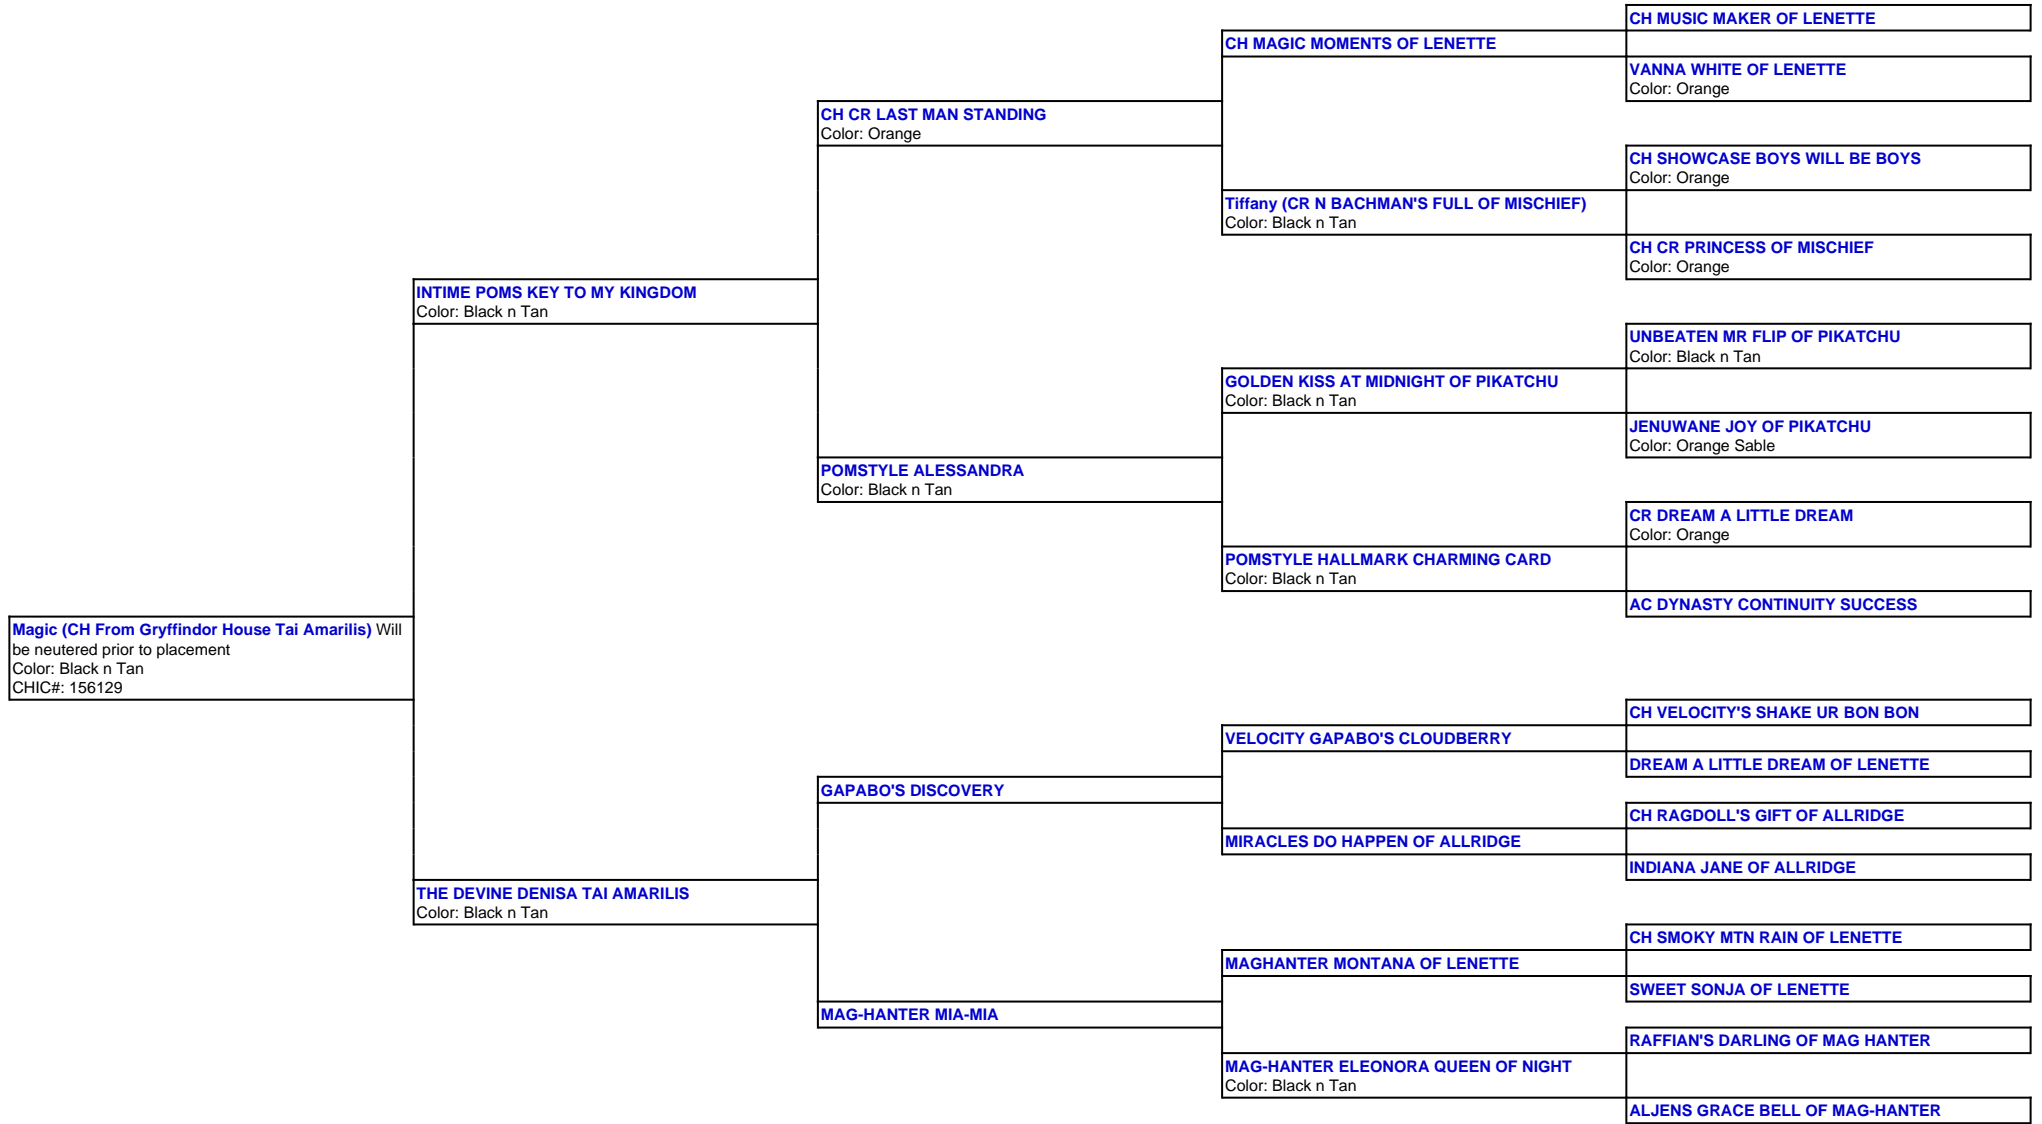 CH MUSIC MAKER OF LENETTE
CH MAGIC MOMENTS OF LENETTE
VANNA WHITE OF LENETTE
Color: Orange
CH CR LAST MAN STANDING
Color: Orange
CH SHOWCASE BOYS WILL BE BOYS
Color: Orange
Tiffany (CR N BACHMAN'S FULL OF MISCHIEF)
Color: Black n Tan
CH CR PRINCESS OF MISCHIEF
Color: Orange
INTIME POMS KEY TO MY KINGDOM
Color: Black n Tan
UNBEATEN MR FLIP OF PIKATCHU
Color: Black n Tan
GOLDEN KISS AT MIDNIGHT OF PIKATCHU
Color: Black n Tan
JENUWANE JOY OF PIKATCHU
Color: Orange Sable
POMSTYLE ALESSANDRA
Color: Black n Tan
CR DREAM A LITTLE DREAM
Color: Orange
POMSTYLE HALLMARK CHARMING CARD
Color: Black n Tan
AC DYNASTY CONTINUITY SUCCESS
Magic (CH From Gryffindor House Tai Amarilis) Will
be neutered prior to placement
Color: Black n Tan
CHIC#: 156129
CH VELOCITY'S SHAKE UR BON BON
VELOCITY GAPABO'S CLOUDBERRY
DREAM A LITTLE DREAM OF LENETTE
GAPABO'S DISCOVERY
CH RAGDOLL'S GIFT OF ALLRIDGE
MIRACLES DO HAPPEN OF ALLRIDGE
INDIANA JANE OF ALLRIDGE
THE DEVINE DENISA TAI AMARILIS
Color: Black n Tan
CH SMOKY MTN RAIN OF LENETTE
MAGHANTER MONTANA OF LENETTE
SWEET SONJA OF LENETTE
MAG-HANTER MIA-MIA
RAFFIAN'S DARLING OF MAG HANTER
MAG-HANTER ELEONORA QUEEN OF NIGHT
Color: Black n Tan
ALJENS GRACE BELL OF MAG-HANTER